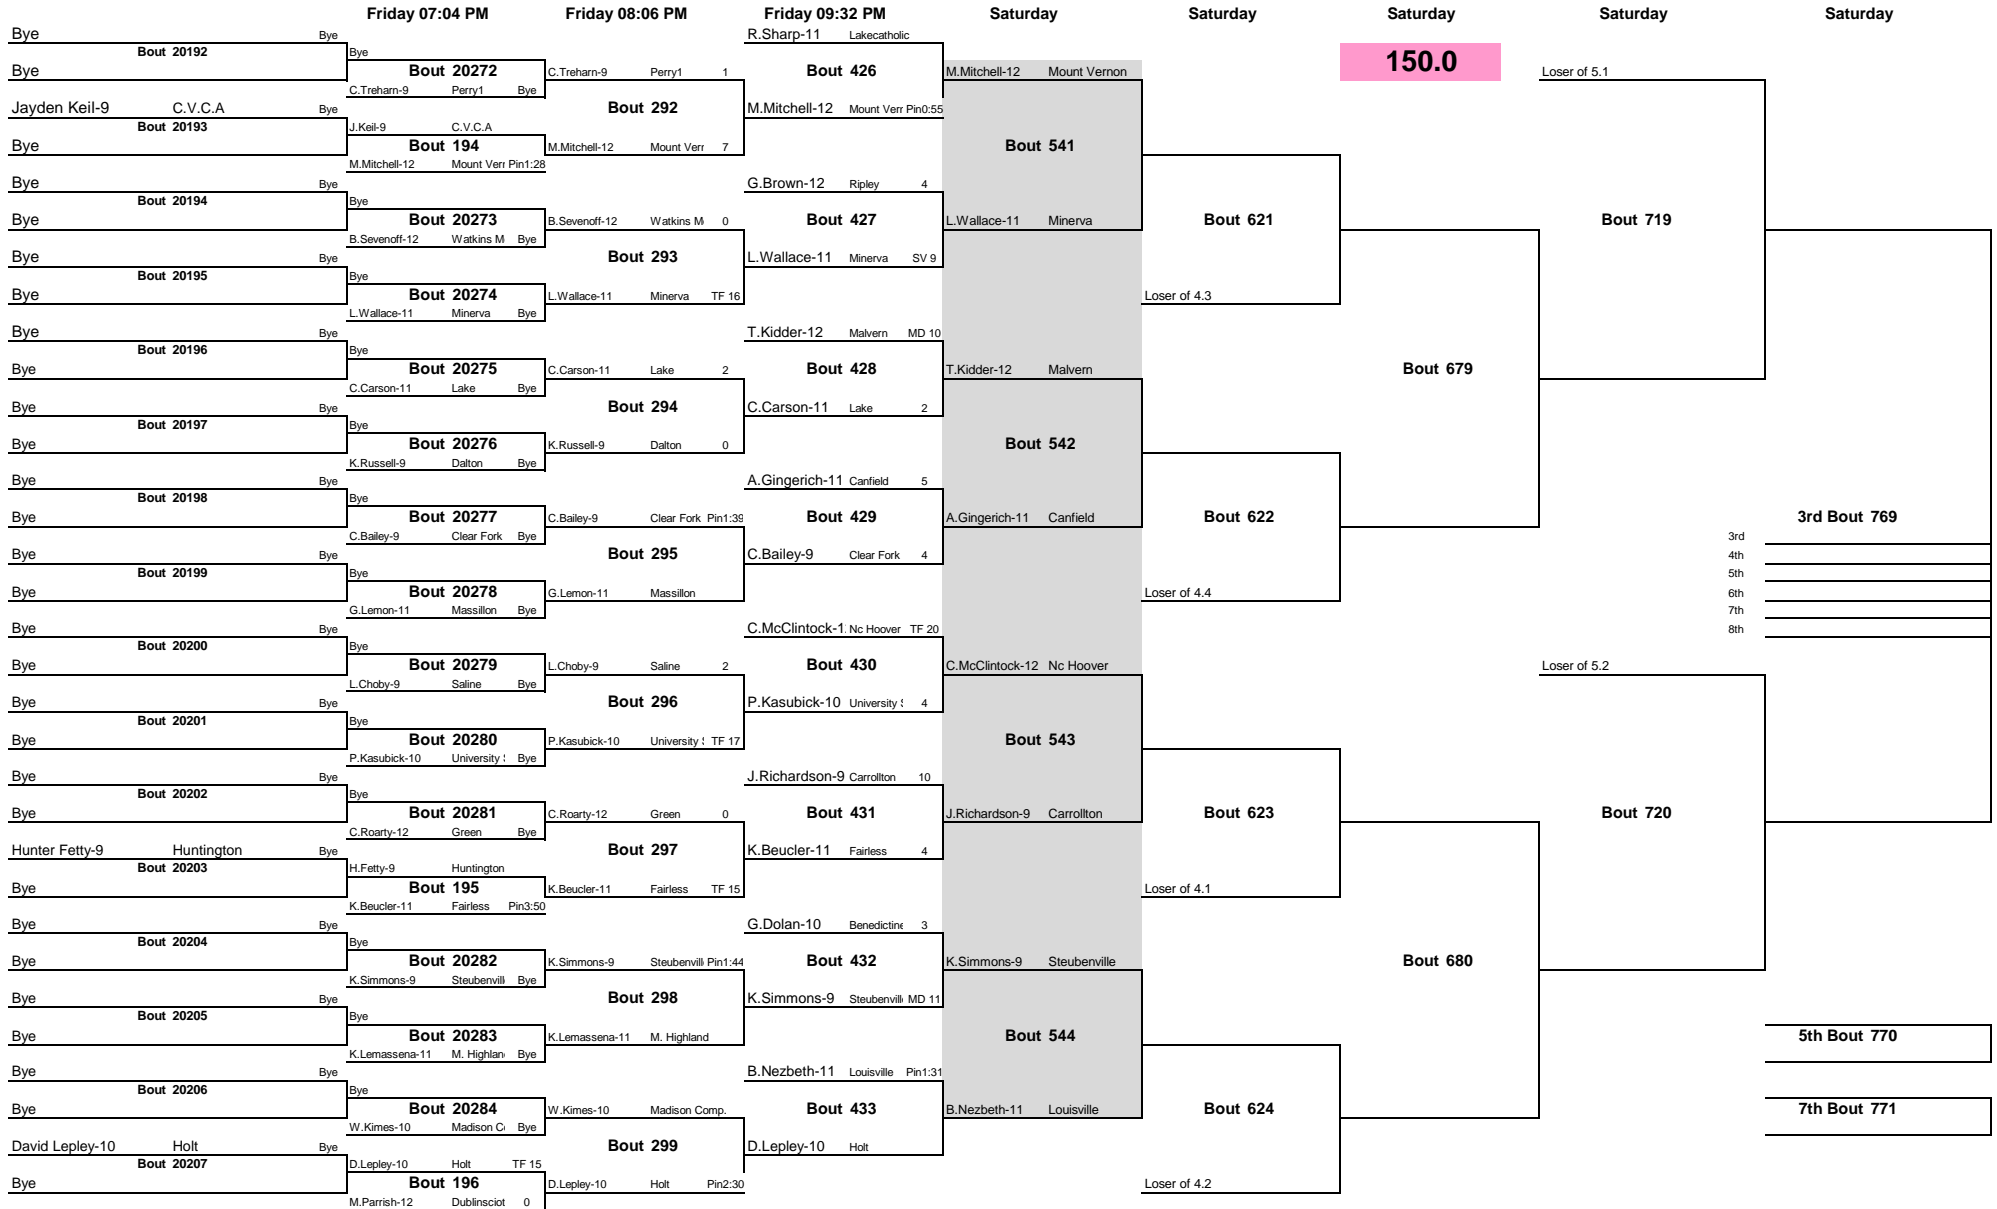 Friday 07:04 PM Friday 08:06 PM Friday 09:32 PM Saturday Saturday Saturday Saturday Saturday
Bye Bye R.Sharp-11 Lakecatholic
Bout 20192 Bye
Bye Bout 20272 C.Treharn-9 Perry1 1 Bout 426 M.Mitchell-12 Mount Vernon 150.0 Loser of 5.1
C.Treharn-9 Perry1 Bye
Jayden Keil-9 C.V.C.A Bye Bout 292 M.Mitchell-12 Mount Verr Pin0:55
Bout 20193 J.Keil-9 C.V.C.A
Bye Bout 194 M.Mitchell-12 Mount Verr 7 Bout 541
M.Mitchell-12 Mount Verr Pin1:28
Bye Bye G.Brown-12 Ripley 4
Bout 20194 Bye
Bye Bout 20273 B.Sevenoff-12 Watkins M 0 Bout 427 L.Wallace-11 Minerva Bout 621 Bout 719
B.Sevenoff-12 Watkins M Bye
Bye Bye Bout 293 L.Wallace-11 Minerva SV 9
Bout 20195 Bye
Bye Bout 20274 L.Wallace-11 Minerva TF 16 Loser of 4.3
L.Wallace-11 Minerva Bye
Bye Bye T.Kidder-12 Malvern MD 10
Bout 20196 Bye
Bye Bout 20275 C.Carson-11 Lake 2 Bout 428 T.Kidder-12 Malvern Bout 679
C.Carson-11 Lake Bye
Bye Bye Bout 294 C.Carson-11 Lake 2
Bout 20197 Bye
Bye Bout 20276 K.Russell-9 Dalton 0 Bout 542
K.Russell-9 Dalton Bye
Bye Bye A.Gingerich-11 Canfield 5
Bout 20198 Bye
Bye Bout 20277 C.Bailey-9 Clear Fork Pin1:39 Bout 429 A.Gingerich-11 Canfield Bout 622 3rd Bout 769
C.Bailey-9 Clear Fork Bye 3rd
Bye Bye Bout 295 C.Bailey-9 Clear Fork 4 4th
Bout 20199 Bye 5th
Bye Bout 20278 G.Lemon-11 Massillon Loser of 4.4 6th
G.Lemon-11 Massillon Bye 7th
Bye Bye C.McClintock-1 Nc Hoover TF 20 8th
Bout 20200 Bye
Bye Bout 20279 L.Choby-9 Saline 2 Bout 430 C.McClintock-12 Nc Hoover Loser of 5.2
L.Choby-9 Saline Bye
Bye Bye Bout 296 P.Kasubick-10 University 4
Bout 20201 Bye
Bye Bout 20280 P.Kasubick-10 University TF 17 Bout 543
P.Kasubick-10 University Bye
Bye Bye J.Richardson-9 Carrollton 10
Bout 20202 Bye
Bye Bout 20281 C.Roarty-12 Green 0 Bout 431 J.Richardson-9 Carrollton Bout 623 Bout 720
C.Roarty-12 Green Bye
Hunter Fetty-9 Huntington Bye Bout 297 K.Beucler-11 Fairless 4
Bout 20203 H.Fetty-9 Huntington
Bye Bout 195 K.Beucler-11 Fairless TF 15 Loser of 4.1
K.Beucler-11 Fairless Pin3:50
Bye Bye G.Dolan-10 Benedictine 3
Bout 20204 Bye
Bye Bout 20282 K.Simmons-9 Steubenvill Pin1:44 Bout 432 K.Simmons-9 Steubenville Bout 680
K.Simmons-9 Steubenvill Bye
Bye Bye Bout 298 K.Simmons-9 Steubenvill MD 11
Bout 20205 Bye
Bye Bout 20283 K.Lemassena-11 M. Highland Bout 544 5th Bout 770
K.Lemassena-11 M. Highlan Bye
Bye Bye B.Nezbeth-11 Louisville Pin1:31
Bout 20206 Bye
Bye Bout 20284 W.Kimes-10 Madison Comp. Bout 433 B.Nezbeth-11 Louisville Bout 624 7th Bout 771
W.Kimes-10 Madison C Bye
David Lepley-10 Holt Bye Bout 299 D.Lepley-10 Holt
Bout 20207 D.Lepley-10 Holt TF 15
Bye Bout 196 D.Lepley-10 Holt Pin2:30 Loser of 4.2
M.Parrish-12 Dublinsciot 0